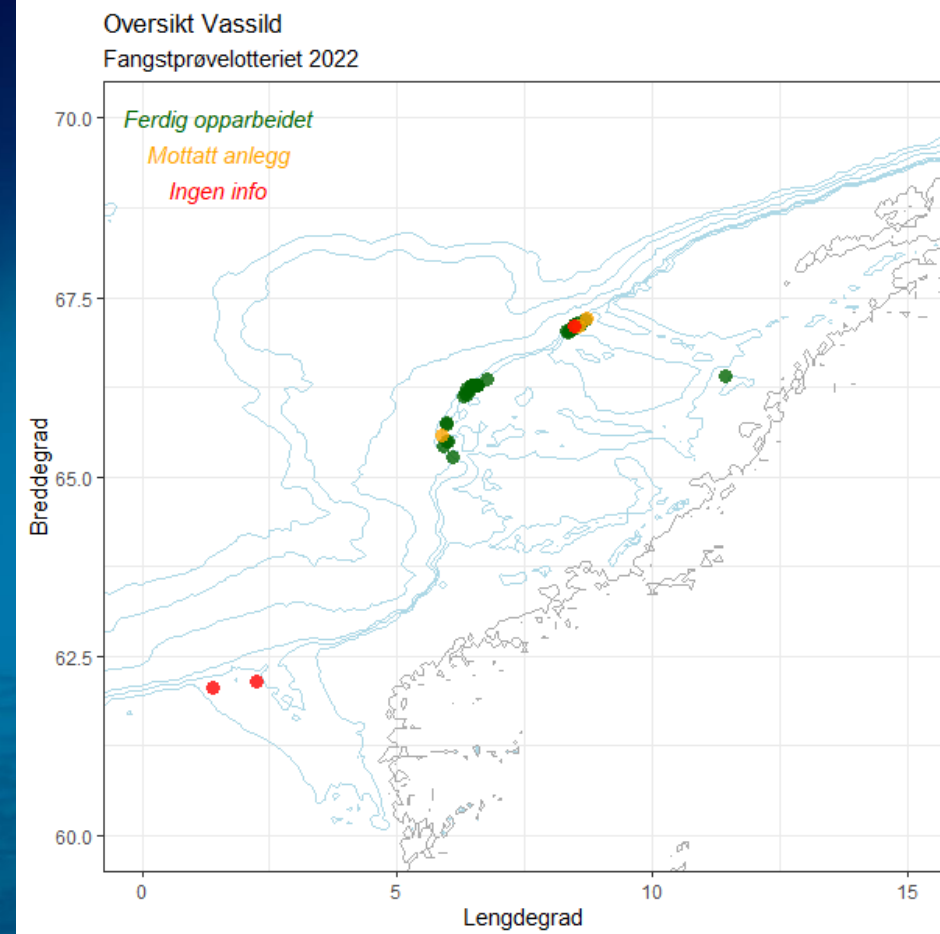 Oversikt Vassild
Fangstprøvelotteriet 2022
Ferdig opparbeidet
Mottatt anlegg
Ingen info
70.0
67.5
65.0
62.5
60.0
Breddegrad
0
5
10
15
Lengdegrad